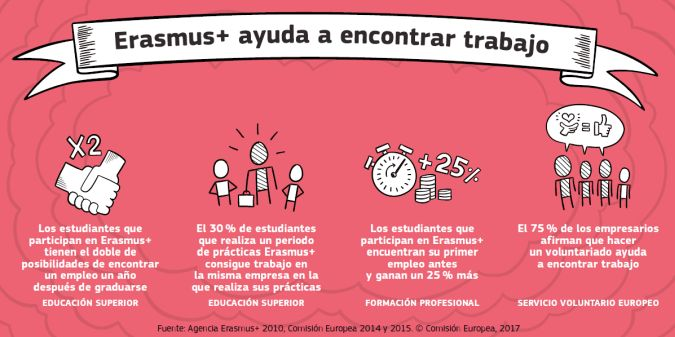 Erasmus+ ayuda a encontrar trabajo
X2
Los estudiantes que
participan en Erasmus+
tienen el doble de
posibilidades de encontrar
un empleo un año
después de graduarse
EDUCACIÓN SUPERIOR
El 30 % de estudiantes
que realiza un periodo
de prácticas Erasmus+
consigue trabajo en
la misma empresa en la
que realiza sus prácticas
EDUCACIÓN SUPERIOR
+25%
Los estudiantes que
participan en Erasmus+
encuentran su primer
empleo antes
y ganan un 25 % más
FORMACIÓN PROFESIONAL
=
El 75 % de los empresarios
afirman que hacer
un voluntariado ayuda
a encontrar trabajo
SERVICIO VOLUNTARIO EUROPEO
Fuente: Agencia Erasmus+ 2010, Comisión Europea 2014 y 2015. © Comisión Europea, 2017